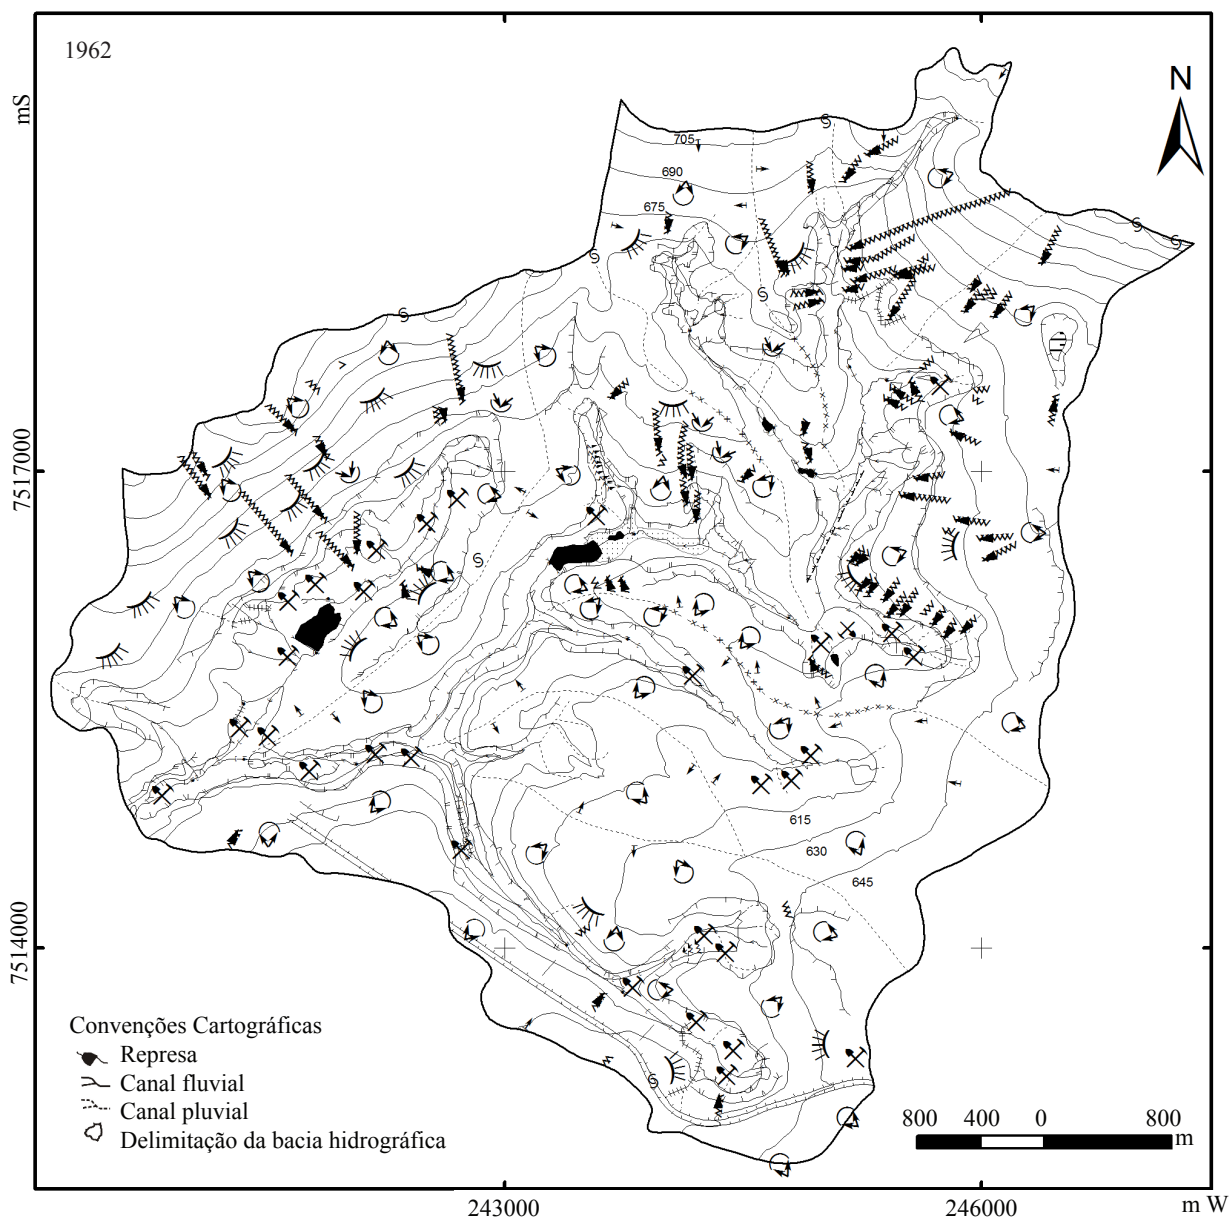 1962
N
mS
705
690
675
7517000
615
630
645
7514000
Convenções Cartográficas
Represa
Canal fluvial
Canal pluvial
Delimitação da bacia hidrográfica
800 400 0 800
m
243000 246000 m W